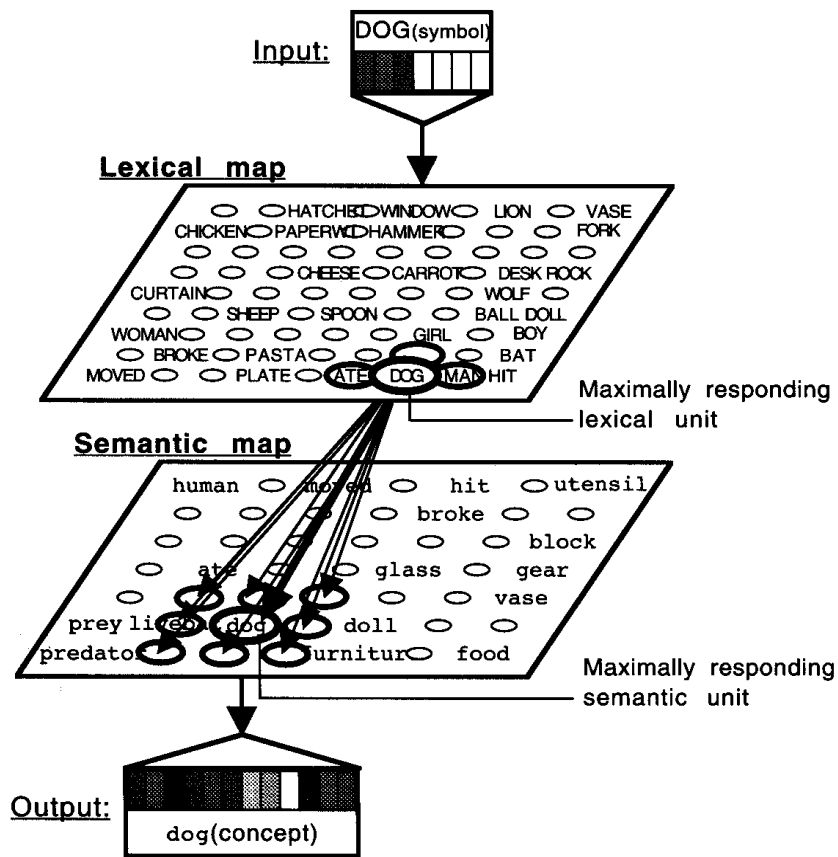 DOG(symbol)
Input:
Lexical map
HATCHET WINDOW LION VASE
CHICKEN PAPERWT HAMMER FORK
CHEESE CARROT DESK ROCK
CURTAIN WOLF
SHEEP SPOON BALL DOLL
WOMAN GIRL BOY
BROKE PASTA BAT
MOVED PLATE ATE DOG MAN HIT
Maximally responding
lexical unit
Semantic map
human moved hit utensil
broke
block
ate glass gear
vase
prey dog doll
predator furnitur food
Maximally responding
semantic unit
Output:
dog(concept)